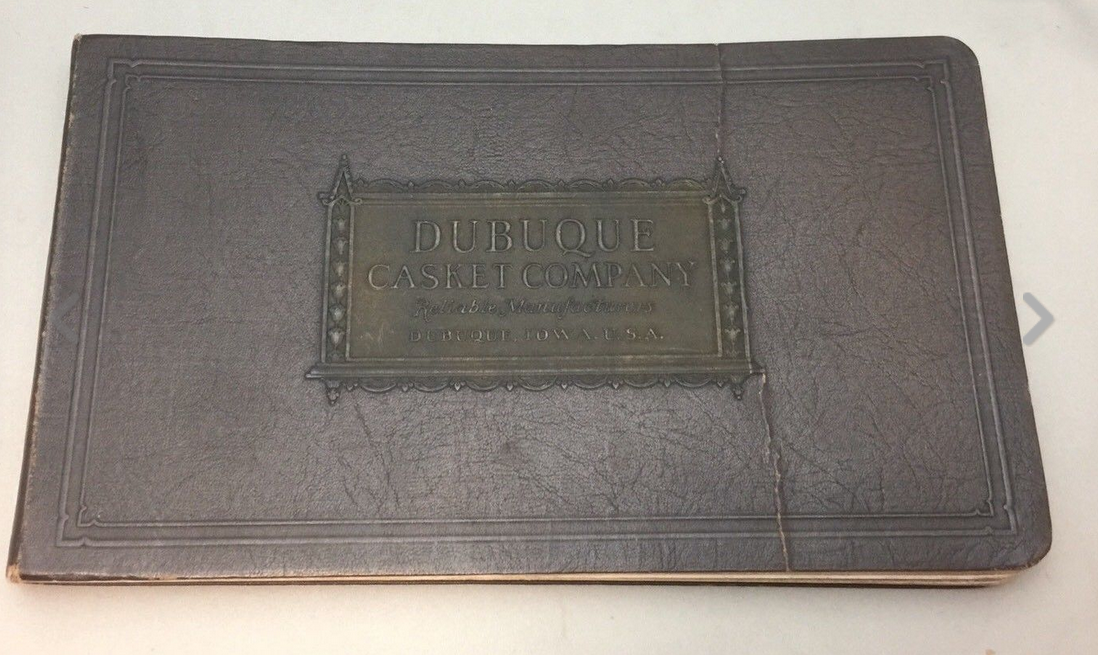 DUBUQUE
CASKET COMPANY
Reliable Manufacturers
DUBUQUE, IOWA. U.S.A.